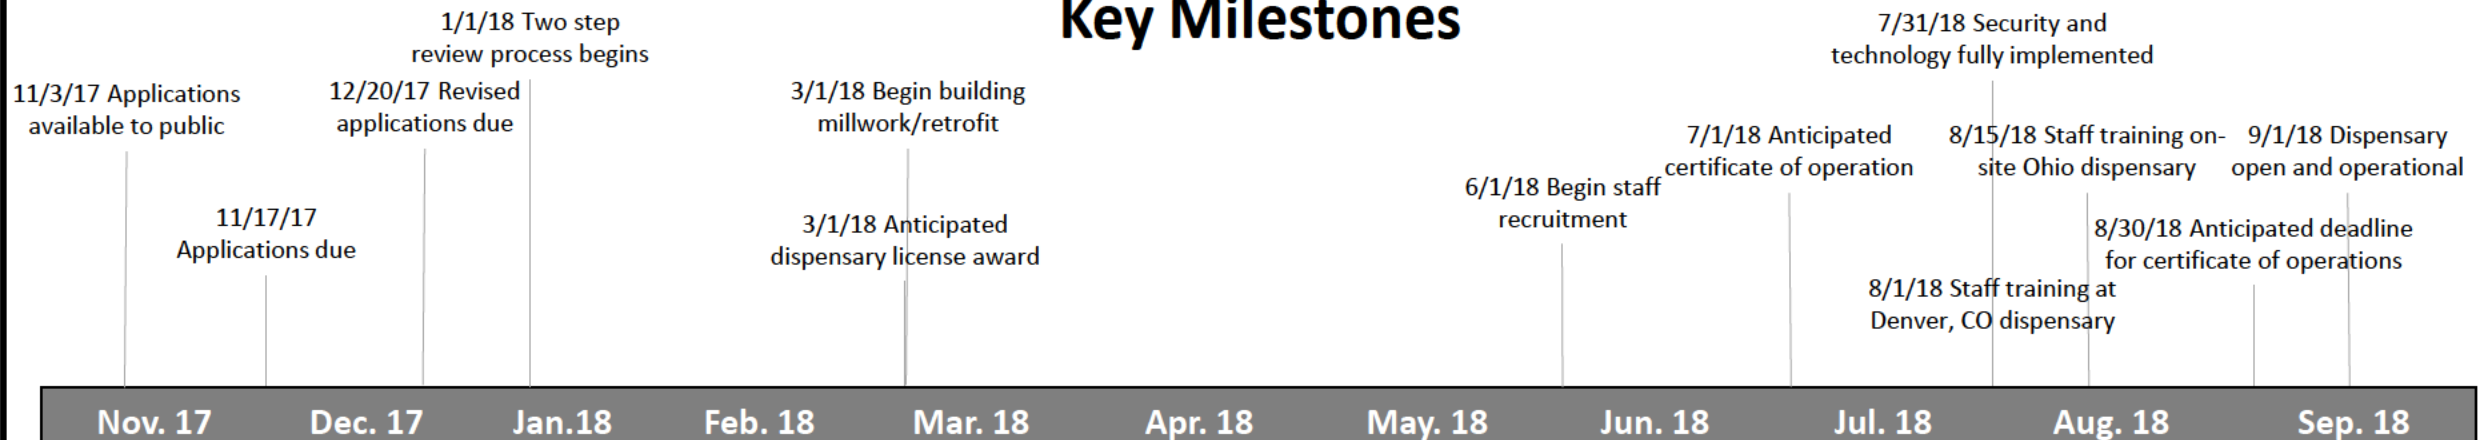 Key Milestones
11/3/17 Applications
available to public
11/17/17
Applications due
12/20/17 Revised
applications due
1/1/18 Two step
review process begins
3/1/18 Begin building
millwork/retrofit
3/1/18 Anticipated
dispensary license award
6/1/18 Begin staff
recruitment
7/1/18 Anticipated
certificate of operation
7/31/18 Security and
technology fully implemented
8/1/18 Staff training at
Denver, CO dispensary
8/15/18 Staff training on-
site Ohio dispensary
8/30/18 Anticipated deadline
for certificate of operations
9/1/18 Dispensary
open and operational
Nov. 17 Dec. 17 Jan.18 Feb. 18 Mar. 18 Apr. 18 May. 18 Jun. 18 Jul. 18 Aug. 18 Sep. 18